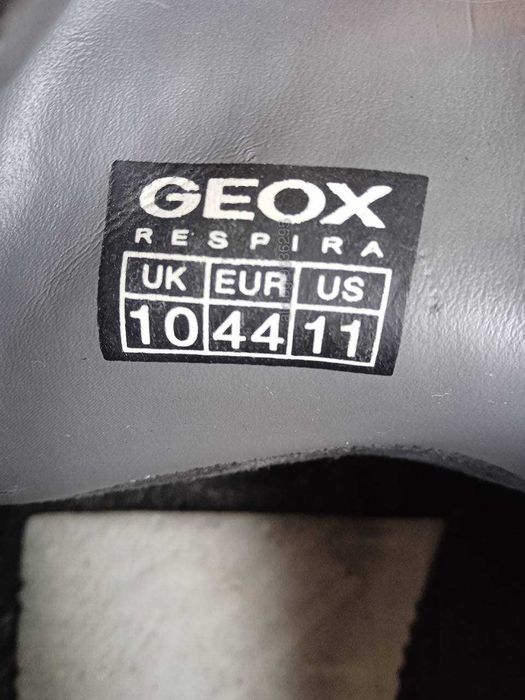 GEOX
RESPIRA
UK EUR US
10 44 11